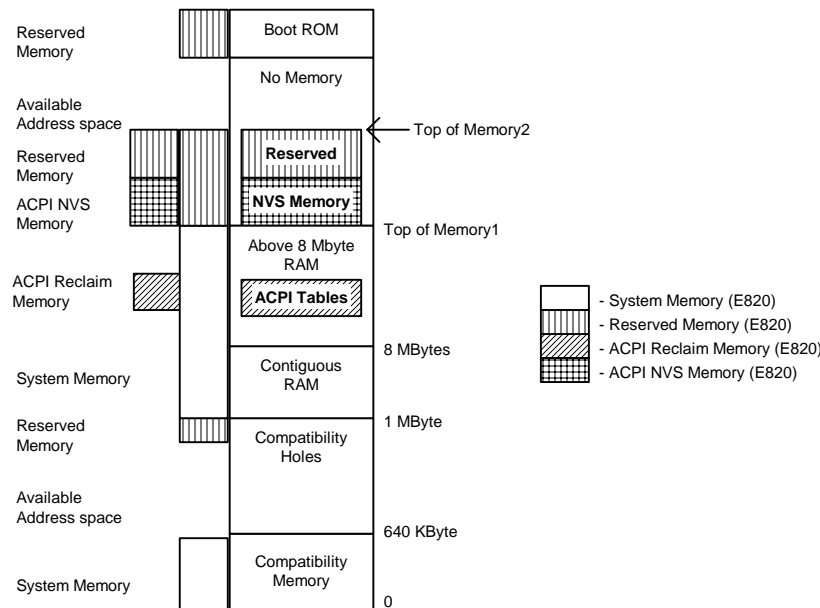 Reserved
Memory
Boot ROM
No Memory
Available
Address space
Top of Memory2
Reserved
Memory
Reserved
ACPI NVS
Memory
NVS Memory
Top of Memory1
Above 8 Mbyte
RAM
ACPI Reclaim
Memory
ACPI Tables
8 MBytes
System Memory
Contiguous
RAM
1 MByte
Reserved
Memory
Compatibility
Holes
Available
Address space
640 KByte
System Memory
Compatibility
Memory
0
- System Memory (E820)
- Reserved Memory (E820)
- ACPI Reclaim Memory (E820)
- ACPI NVS Memory (E820)